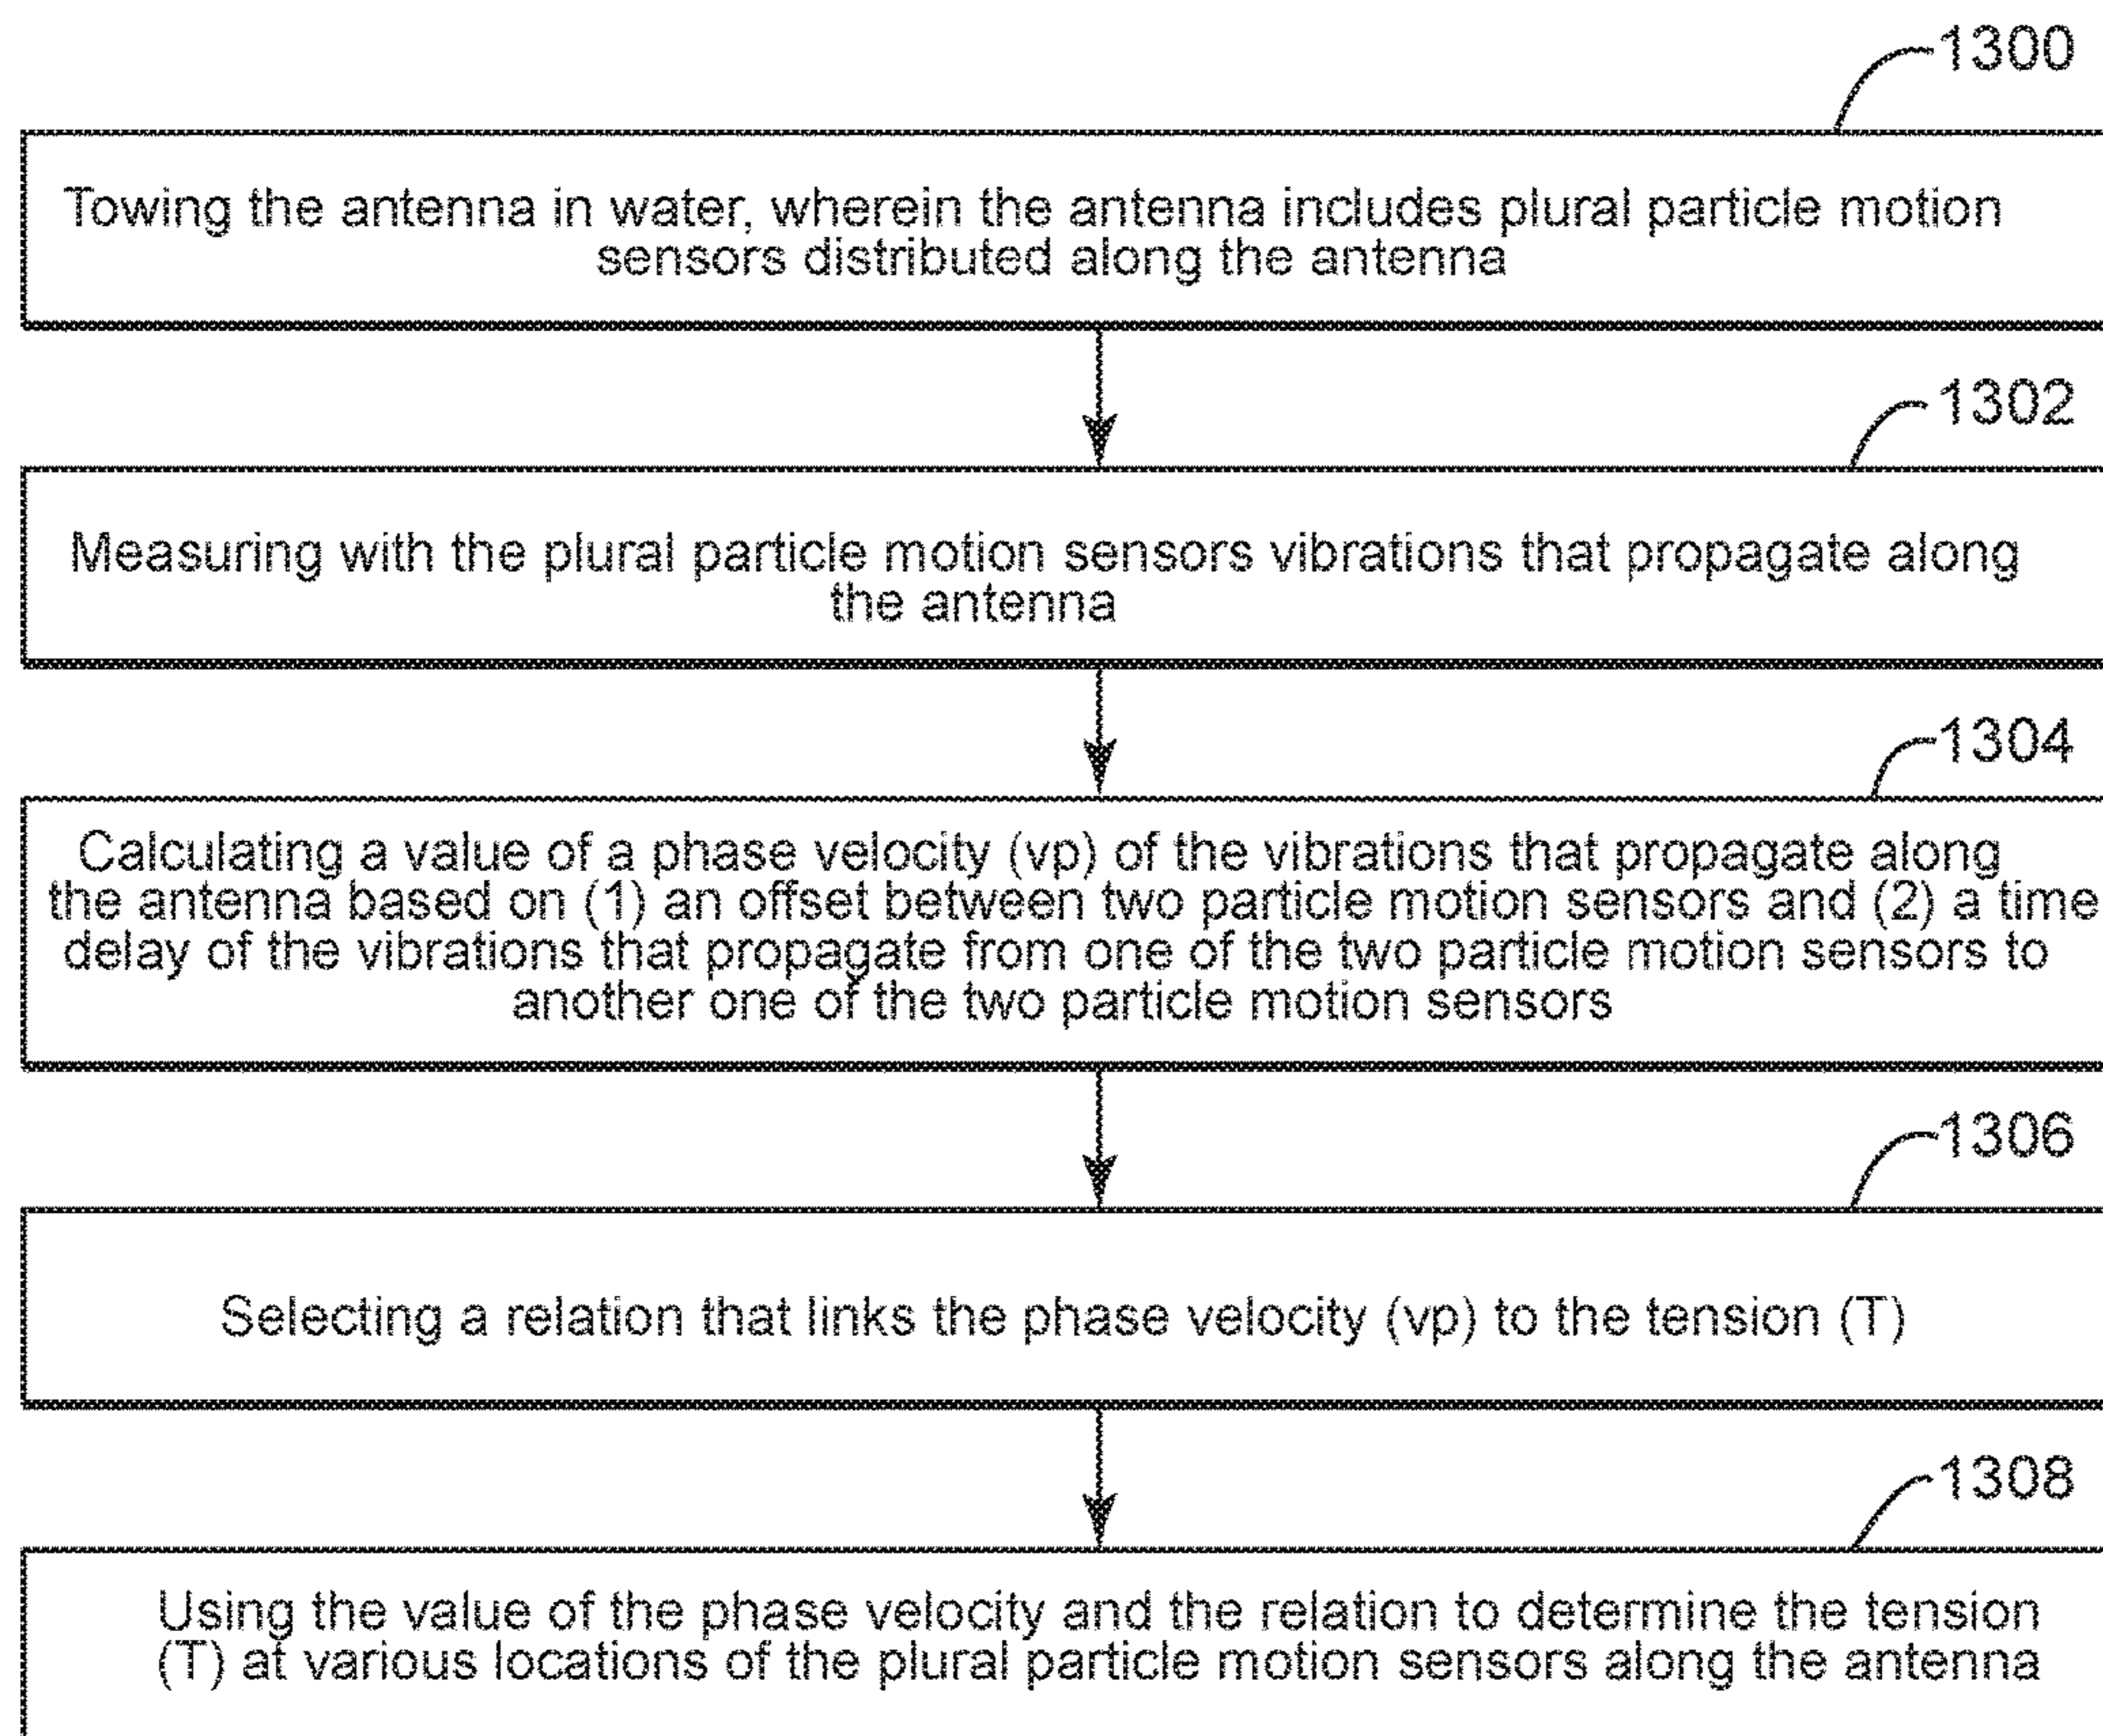 1300
Towing the antenna in water, wherein the antenna includes plural particle motion
sensors distributed along the antenna
1302
Measuring with the plural particle motion sensors vibrations that propagate along
the antenna
1304
Calculating a value of a phase velocity (vp) of the vibrations that propagate along
the antenna based on (1) an offset between two particle motion sensors and (2) a time
delay of the vibrations that propagate from one of the two particle motion sensors to
another one of the two particle motion sensors
1306
Selecting a relation that links the phase velocity (vp) to the tension (T)
1308
Using the value of the phase velocity and the relation to determine the tension
(T) at various locations of the plural particle motion sensors along the antenna